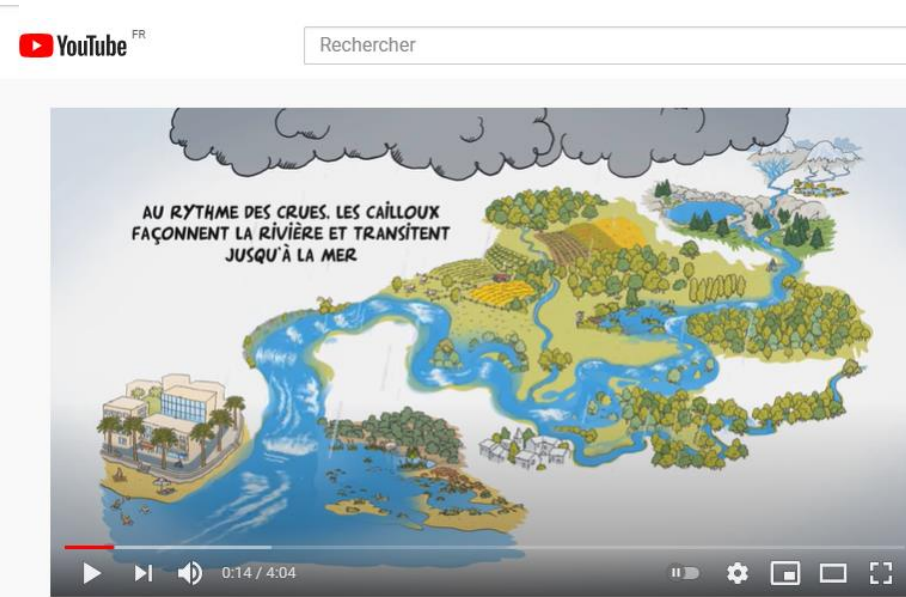 YouTube FR
Rechercher
AU RYTHME DES CRUES, LES CAILLOUX
FAÇONNENT LA RIVIÈRE ET TRANSITENT
JUSQU'À LA MER
0:14 / 4:04